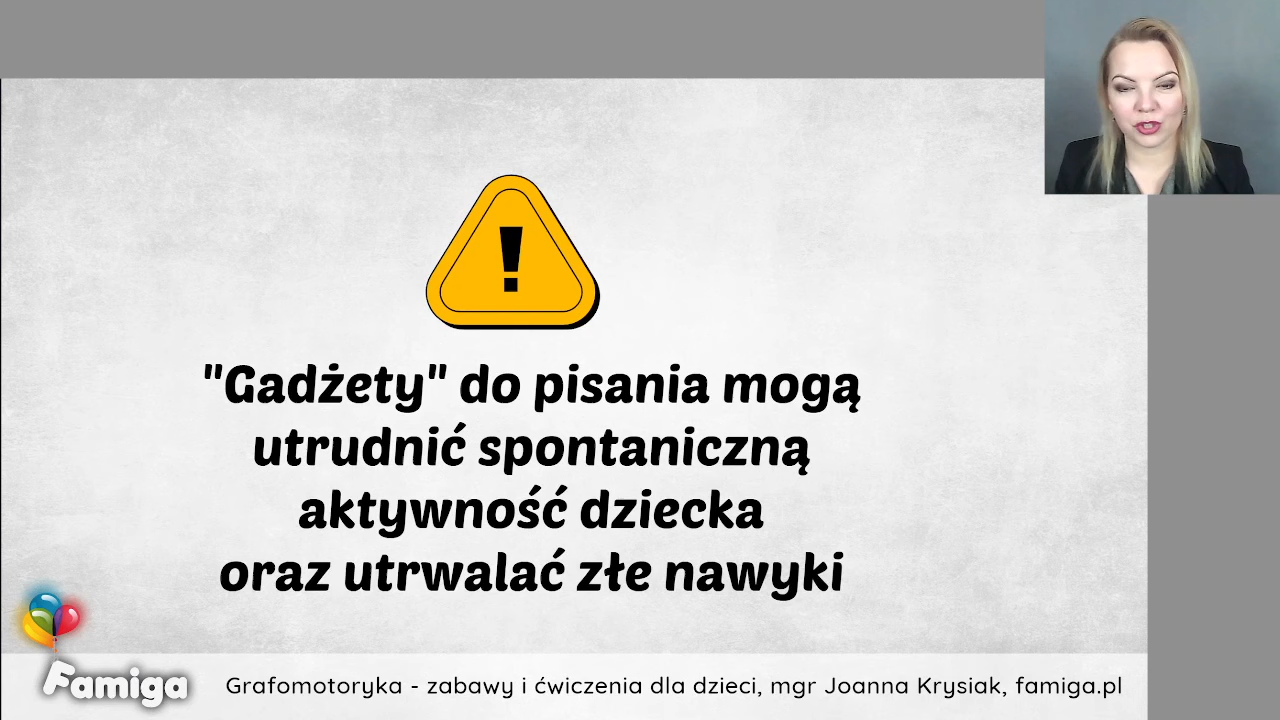 !
"Gadżety" do pisania mogą
utrudnić spontaniczną
aktywność dziecka
oraz utrwalać złe nawyki
Famiga
Grafomotoryka - zabawy i ćwiczenia dla dzieci, mgr Joanna Krysiak, famiga.pl